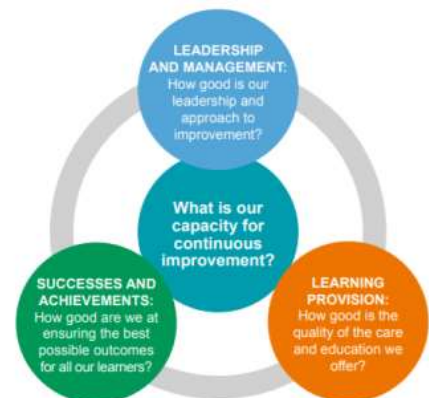 LEADERSHIP
AND MANAGEMENT:
How good is our
leadership and
approach to
improvement?
What is our
capacity for
continuous
improvement?
SUCCESSES AND
ACHIEVEMENTS:
How good are we at
ensuring the best
possible outcomes
for all our learners?
LEARNING
PROVISION:
How good is the
quality of the care
and education we
offer?